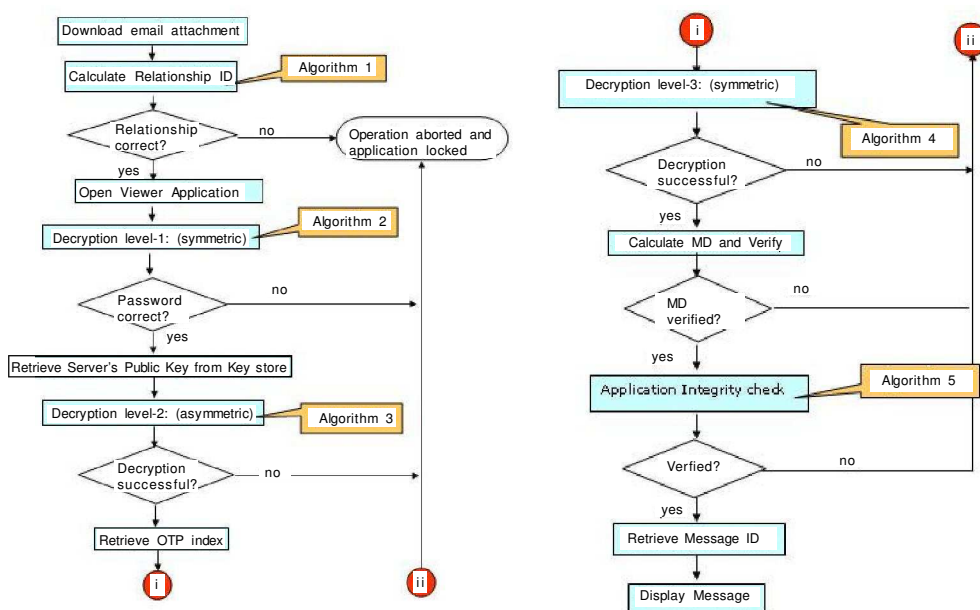 Download email attachment
Calculate Relationship ID
Algorithm 1
Relationship
correct?
no
Operation aborted and
application locked
yes
Open Viewer Application
Algorithm 2
Decryption level-1: (symmetric)
Password
correct?
no
yes
Retrieve Server's Public Key from Key store
Decryption level-2: (asymmetric)
Algorithm 3
Decryption
successful?
no
Retrieve OTP index
i
ii
i
ii
Decryption level-3: (symmetric)
Algorithm 4
Decryption
successful?
no
yes
Calculate MD and Verify
MD
verified?
no
yes
Algorithm 5
Application Integrity check
Verfied?
no
yes
Retrieve Message ID
Display Message